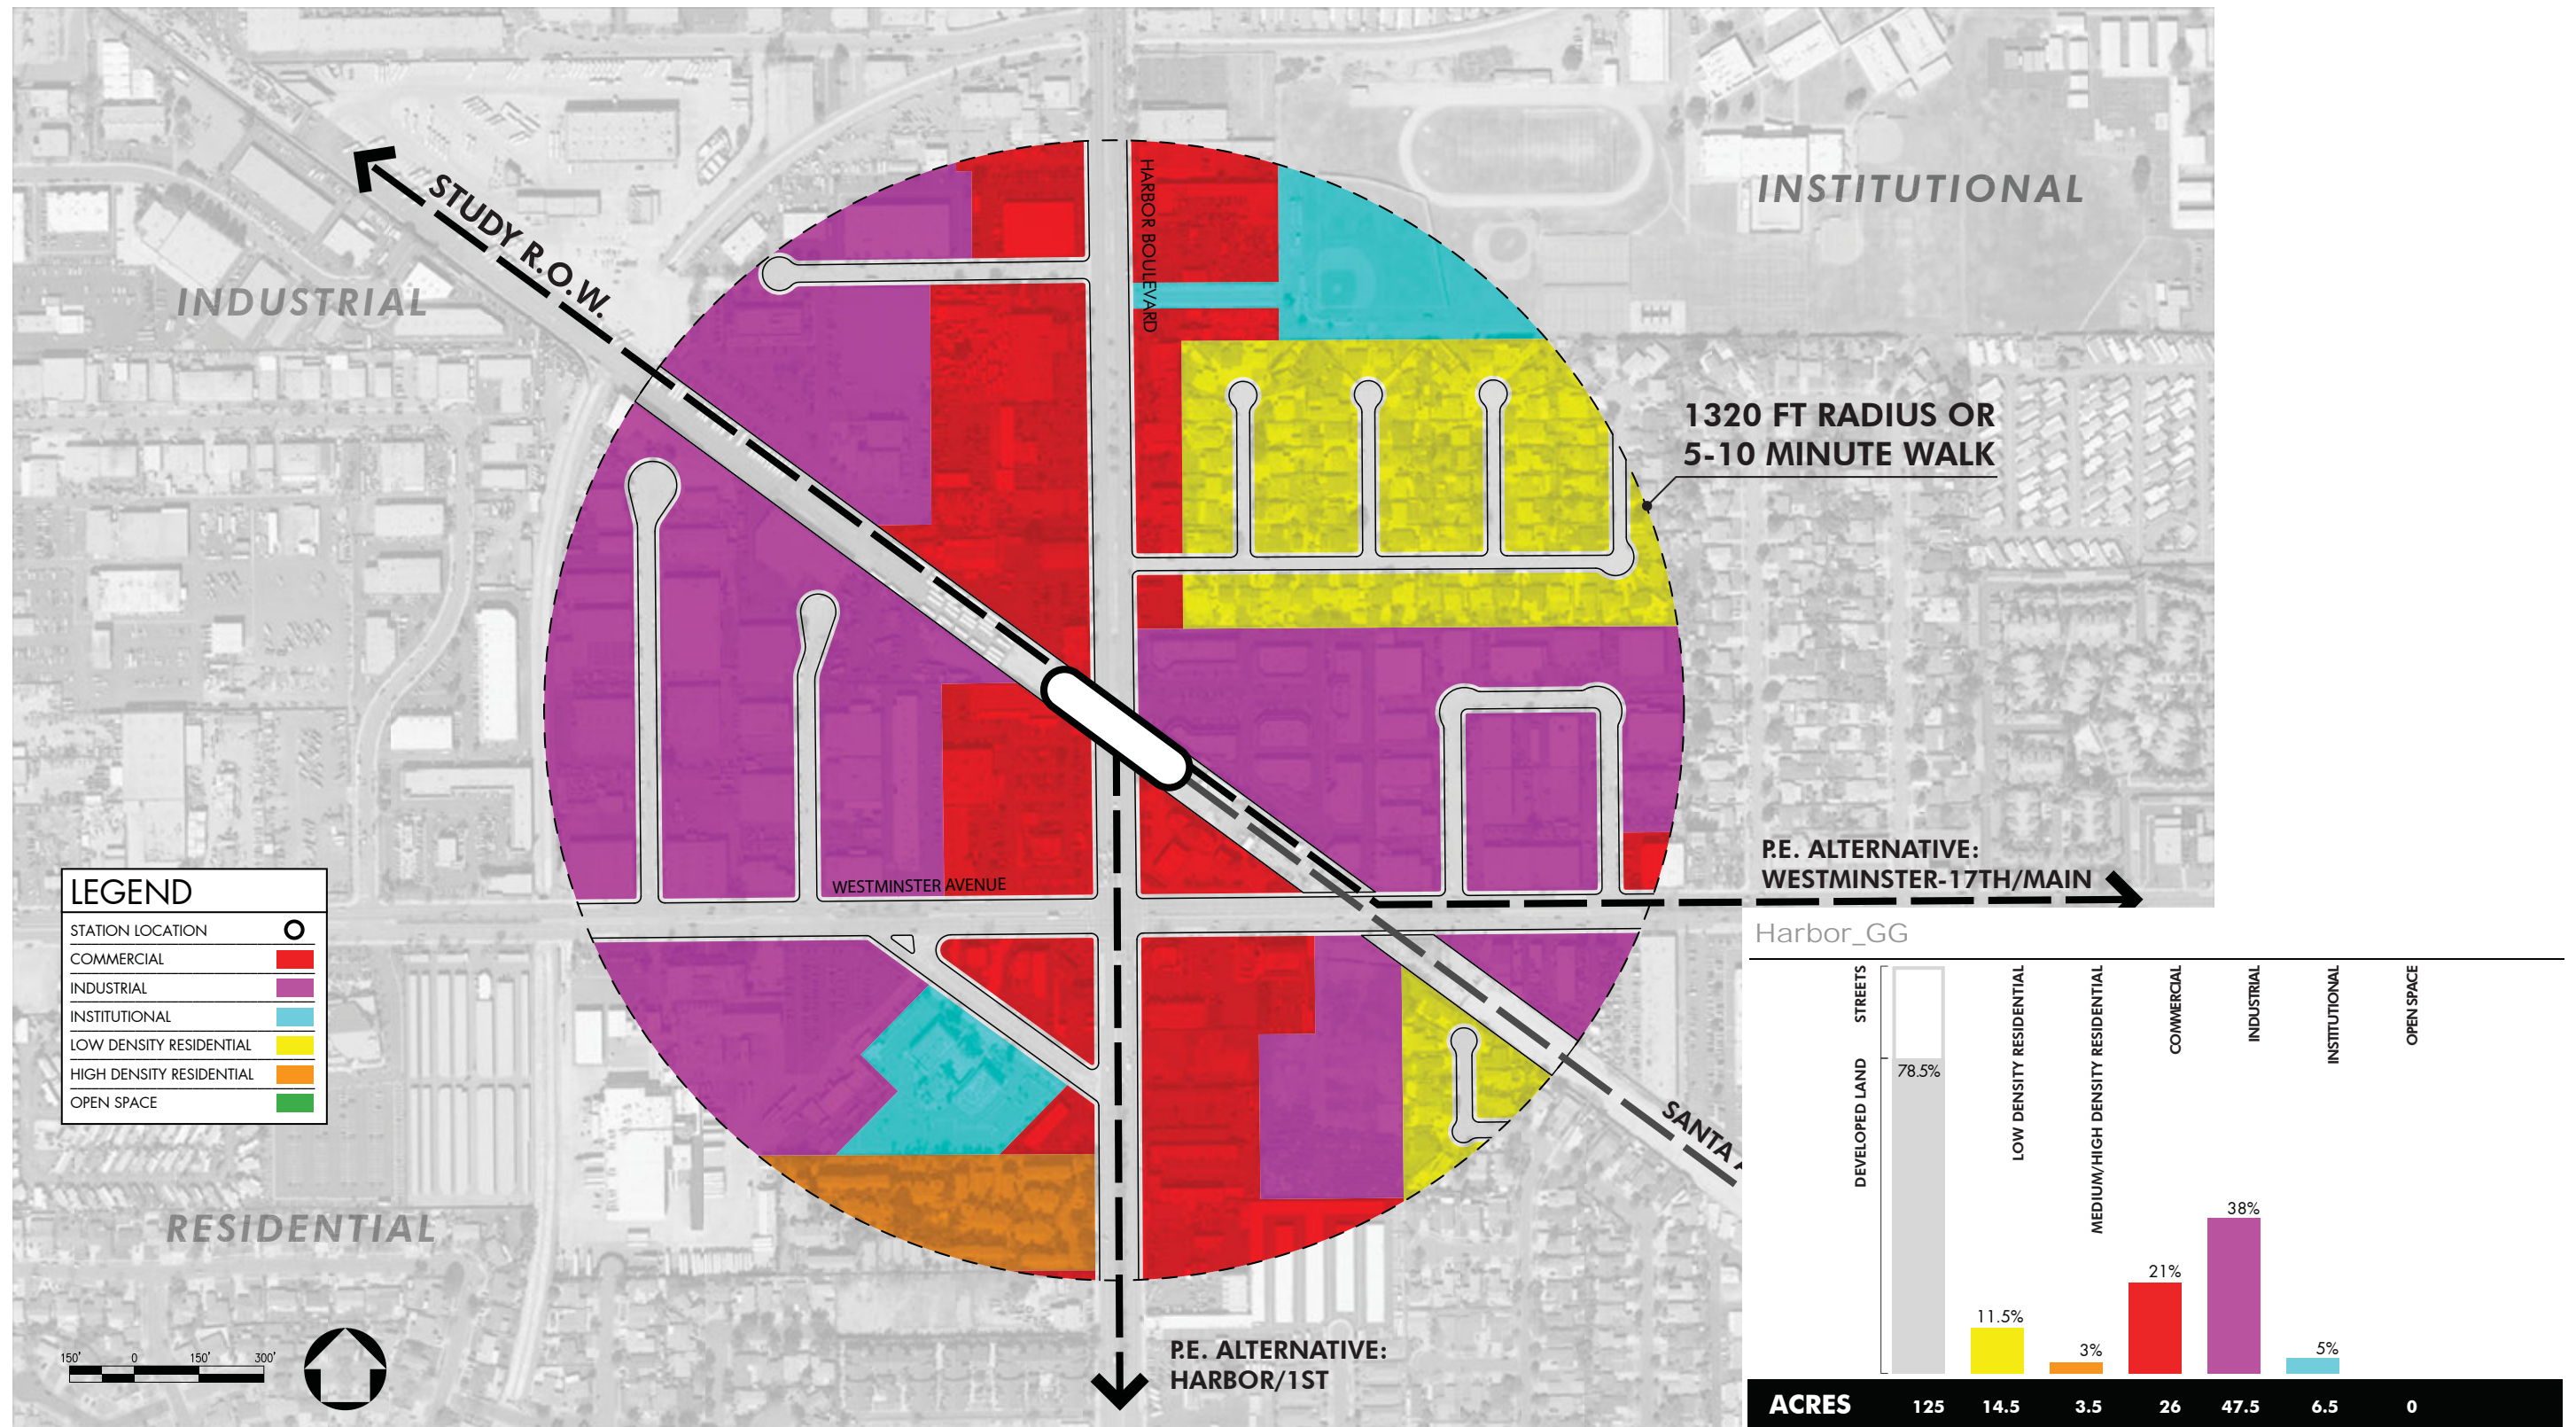 STUDY R.O.W.
HARBOR BOULEVARD
INSTITUTIONAL
INDUSTRIAL
1320 FT RADIUS OR
5-10 MINUTE WALK
P.E. ALTERNATIVE:
WESTMINSTER-17TH/MAIN
WESTMINSTER AVENUE
LEGEND
STATION LOCATION
COMMERCIAL
INDUSTRIAL
INSTITUTIONAL
LOW DENSITY RESIDENTIAL
HIGH DENSITY RESIDENTIAL
OPEN SPACE
RESIDENTIAL
SANTA
150' 0 150' 300'
P.E. ALTERNATIVE:
HARBOR/1ST
Harbor_GG
STREETS
DEVELOPED LAND
LOW DENSITY RESIDENTIAL
MEDIUM/HIGH DENSITY RESIDENTIAL
COMMERCIAL
INDUSTRIAL
INSTITUTIONAL
OPEN SPACE
78.5%
11.5%
3%
21%
38%
5%
ACRES 125 14.5 3.5 26 47.5 6.5 0